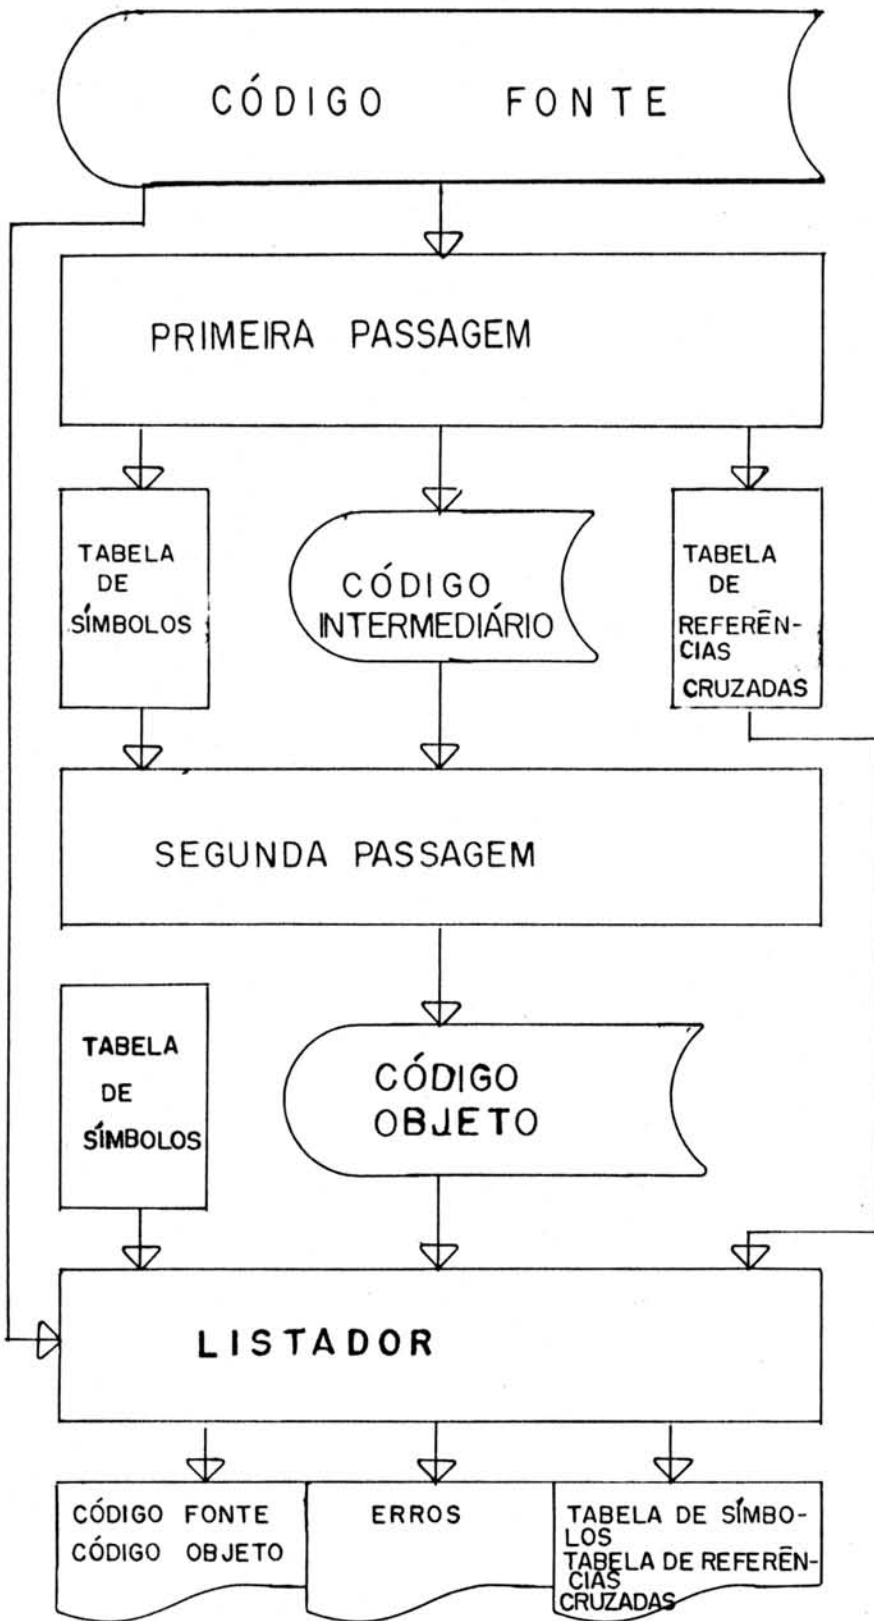 CÓDIGO FONTE
PRIMEIRA PASSAGEM
TABELA
DE
SÍMBOLOS
CÓDIGO
INTERMEDIÁRIO
TABELA
DE
REFERÊN-
CIAS
CRUZADAS
SEGUNDA PASSAGEM
TABELA
DE
SÍMBOLOS
CÓDIGO
OBJETO
LISTADOR
CÓDIGO FONTE
CÓDIGO OBJETO
ERROS
TABELA DE SÍMBO-
LOS
TABELA DE REFERÊN-
CIAS
CRUZADAS